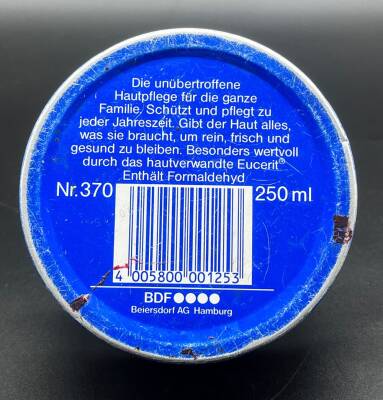 Die unübertroffene
Hautpflege für die ganze
Familie. Schützt und pflegt zu
jeder Jahreszeit. Gibt der Haut alles,
was sie braucht, um rein, frisch und
gesund zu bleiben. Besonders wertvoll
durch das hautverwandte Eucerit®
Enthält Formaldehyd
Nr. 370 250 ml
4 005800 001253
BDF●●●●
Beiersdorf AG Hamburg